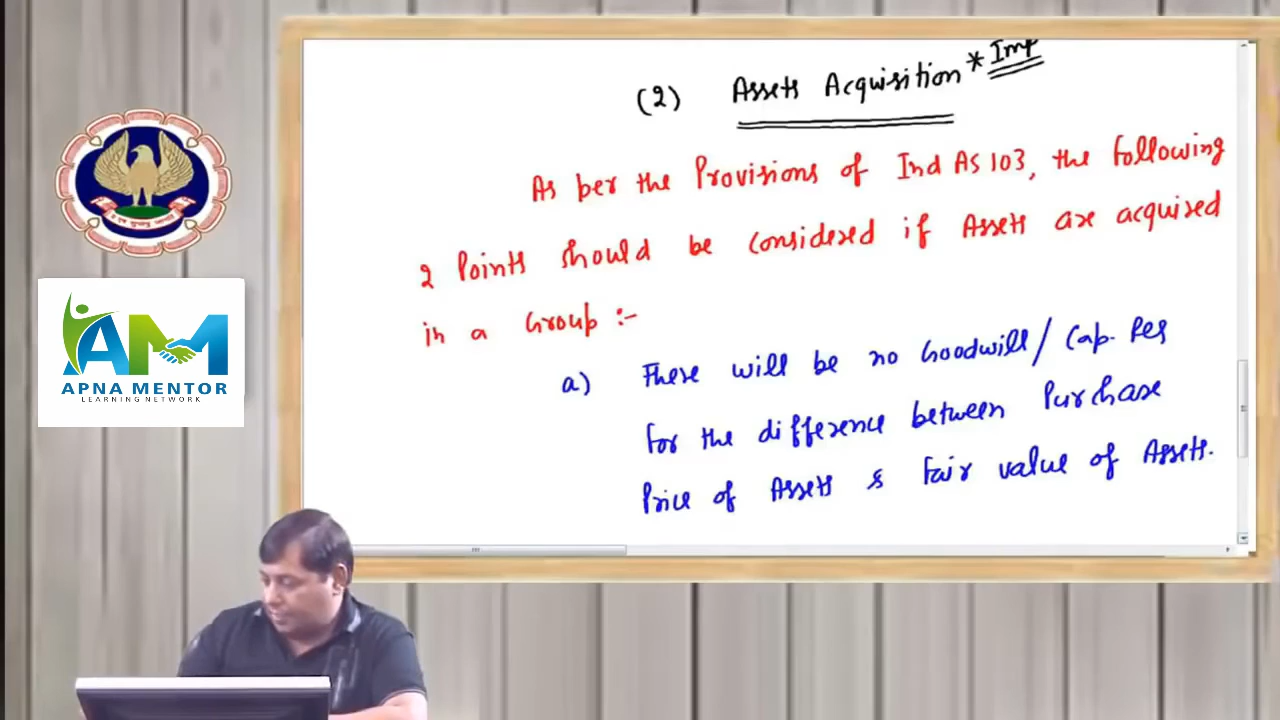 (2) Assets Acquisition * Imp
As per the Provisions of Ind AS 103, the following
2 Points should be considered if Assets are acquired
in a Group :-
a) There will be no Goodwill / Cap. Res
for the difference between Purchase
Price of Assets & Fair value of Assets.
AM
APNA MENTOR
LEARNING NETWORK